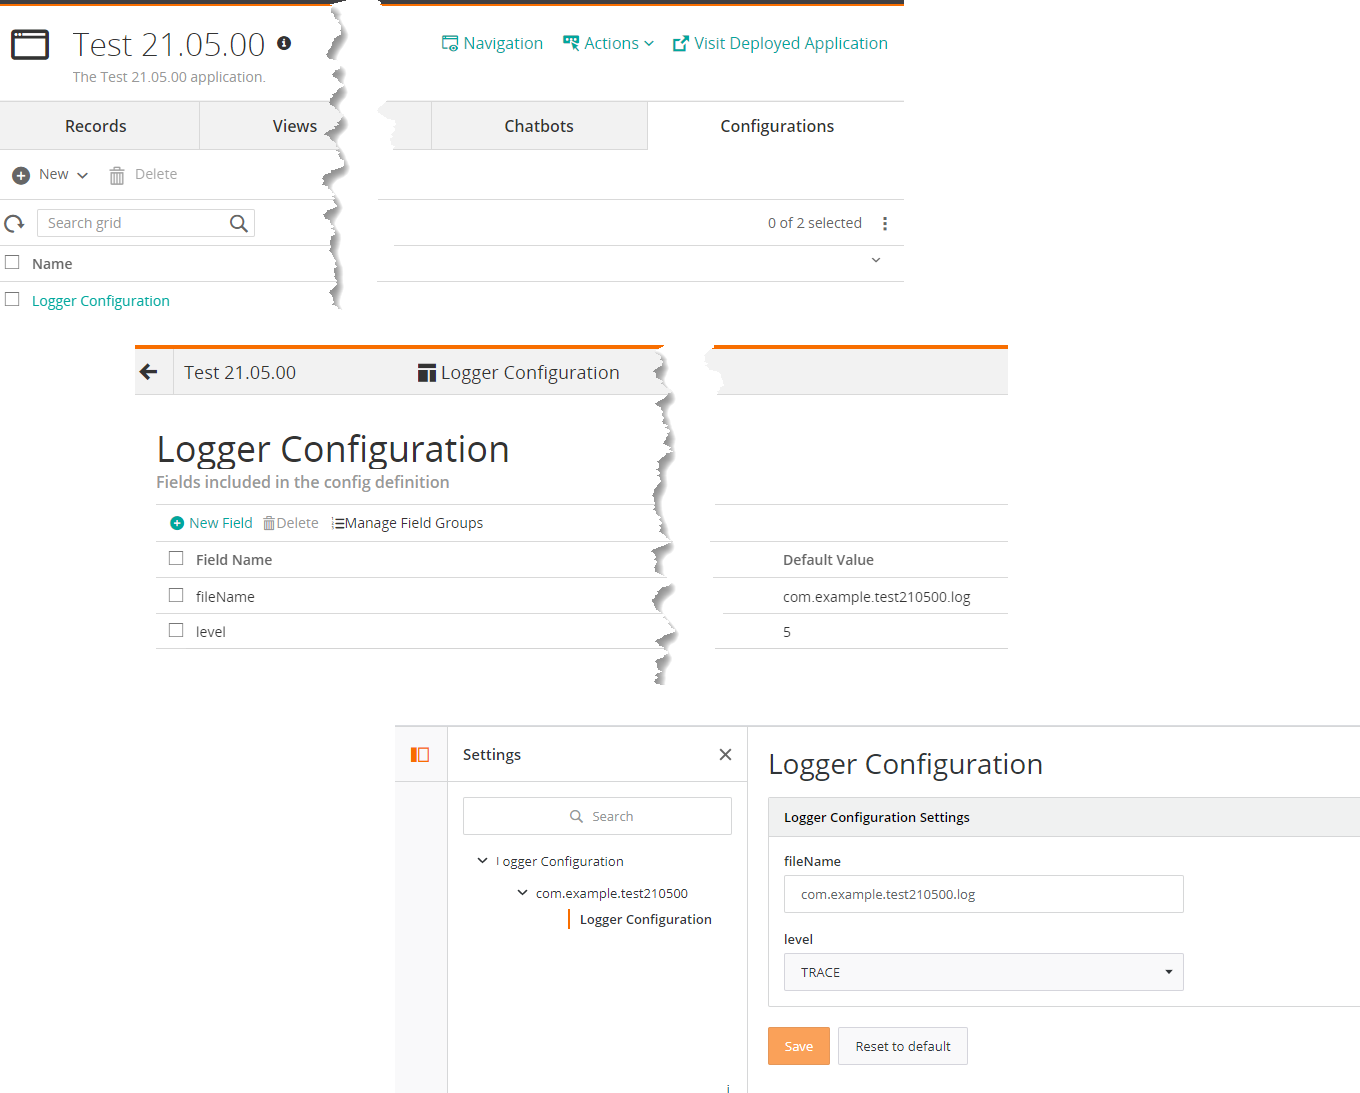 Test 21.05.00
Navigation Actions Visit Deployed Application
The Test 21.05.00 application.
Records Views Chatbots Configurations
New Delete
Search grid 0 of 2 selected
Name
Logger Configuration
Test 21.05.00 Logger Configuration
Logger Configuration
Fields included in the config definition
New Field Delete Manage Field Groups
Field Name Default Value
fileName com.example.test210500.log
level 5
Settings
Search
Logger Configuration
com.example.test210500
Logger Configuration
Logger Configuration
Logger Configuration Settings
fileName
com.example.test210500.log
level
TRACE
Save Reset to default